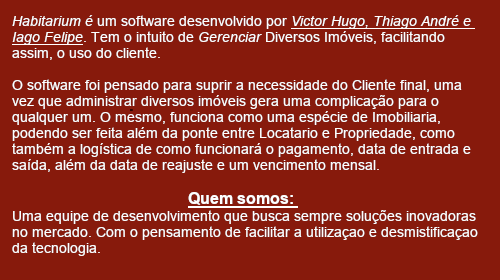 Habitarium é um software desenvolvido por Victor Hugo, Thiago André e
Iago Felipe. Tem o intuito de Gerenciar Diversos Imóveis, facilitando
assim, o uso do cliente.
O software foi pensado para suprir a necessidade do Cliente final, uma
vez que administrar diversos imóveis gera uma complicação para o
qualquer um. O mesmo, funciona como uma espécie de Imobiliaria,
podendo ser feita além da ponte entre Locatario e Propriedade, como
também a logística de como funcionará o pagamento, data de entrada e
saída, além da data de reajuste e um vencimento mensal.
Quem somos:
Uma equipe de desenvolvimento que busca sempre soluções inovadoras
no mercado. Com o pensamento de facilitar a utilizaçao e desmistificaçao
da tecnologia.